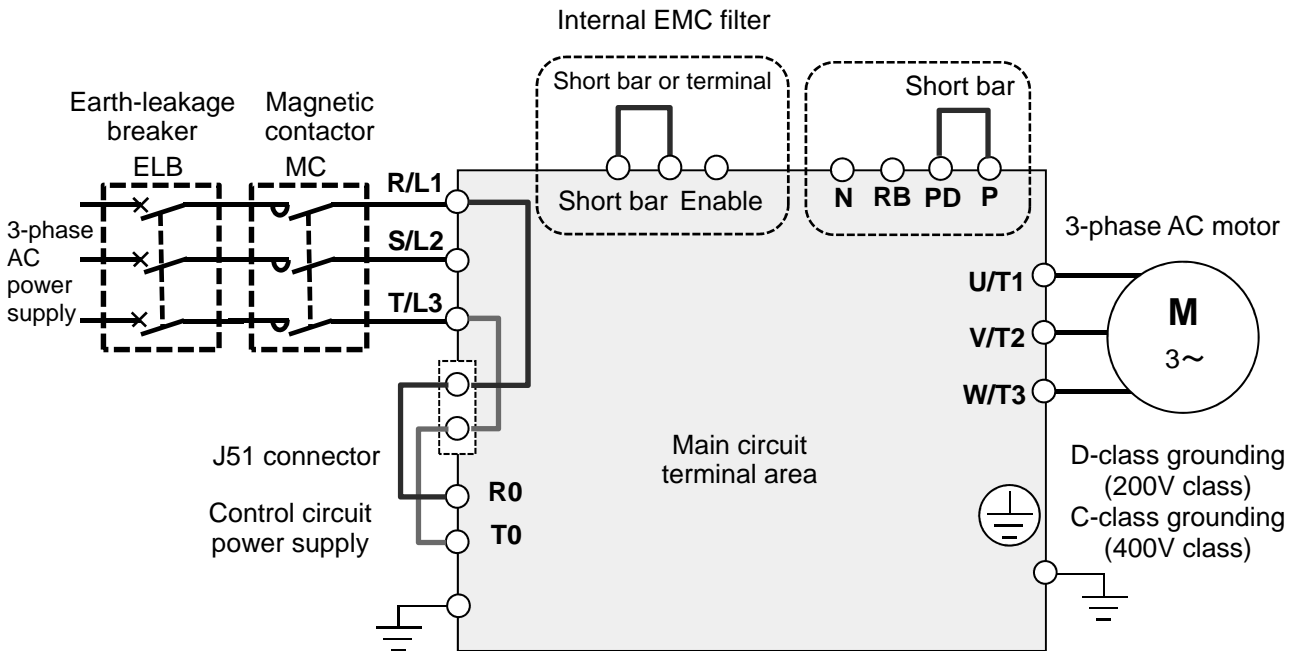 Internal EMC filter
Short bar or terminal
Short bar
Earth-leakage
breaker
ELB
Magnetic
contactor
MC
R/L1
Short bar Enable
N RB PD P
3-phase
AC
power
supply
S/L2
T/L3
3-phase AC motor
U/T1
V/T2
W/T3
M
3~
J51 connector
Main circuit
terminal area
D-class grounding
(200V class)
C-class grounding
(400V class)
Control circuit
power supply
R0
T0